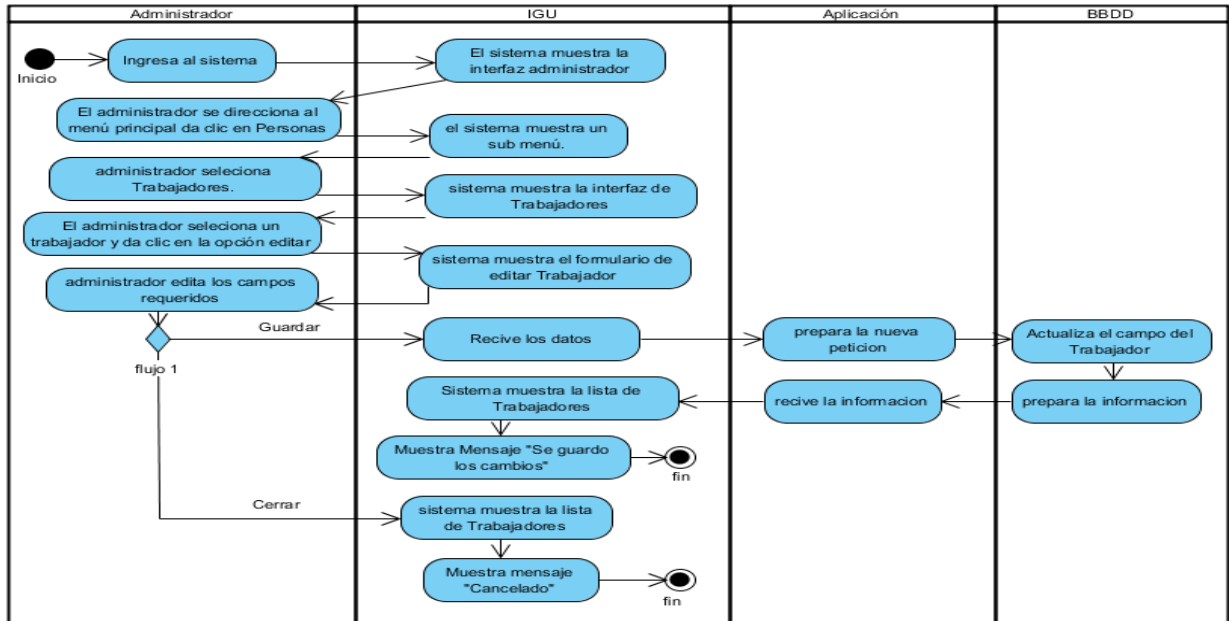 Administrador
IGU
Aplicación
BBDD
Inicio
Ingresa al sistema
El sistema muestra la
interfaz administrador
El administrador se direcciona al
menú principal da clic en Personas
el sistema muestra un
sub menú.
administrador seleciona
Trabajadores.
sistema muestra la interfaz de
Trabajadores
El administrador seleciona un
trabajador y da clic en la opción editar
sistema muestra el formulario de
editar Trabajador
administrador edita los campos
requeridos
flujo 1
Guardar
Recive los datos
prepara la nueva
peticion
Actualiza el campo del
Trabajador
prepara la informacion
recive la informacion
Sistema muestra la lista de
Trabajadores
Muestra Mensaje "Se guardo
los cambios"
fin
Cerrar
sistema muestra la lista
de Trabajadores
Muestra mensaje
"Cancelado"
fin